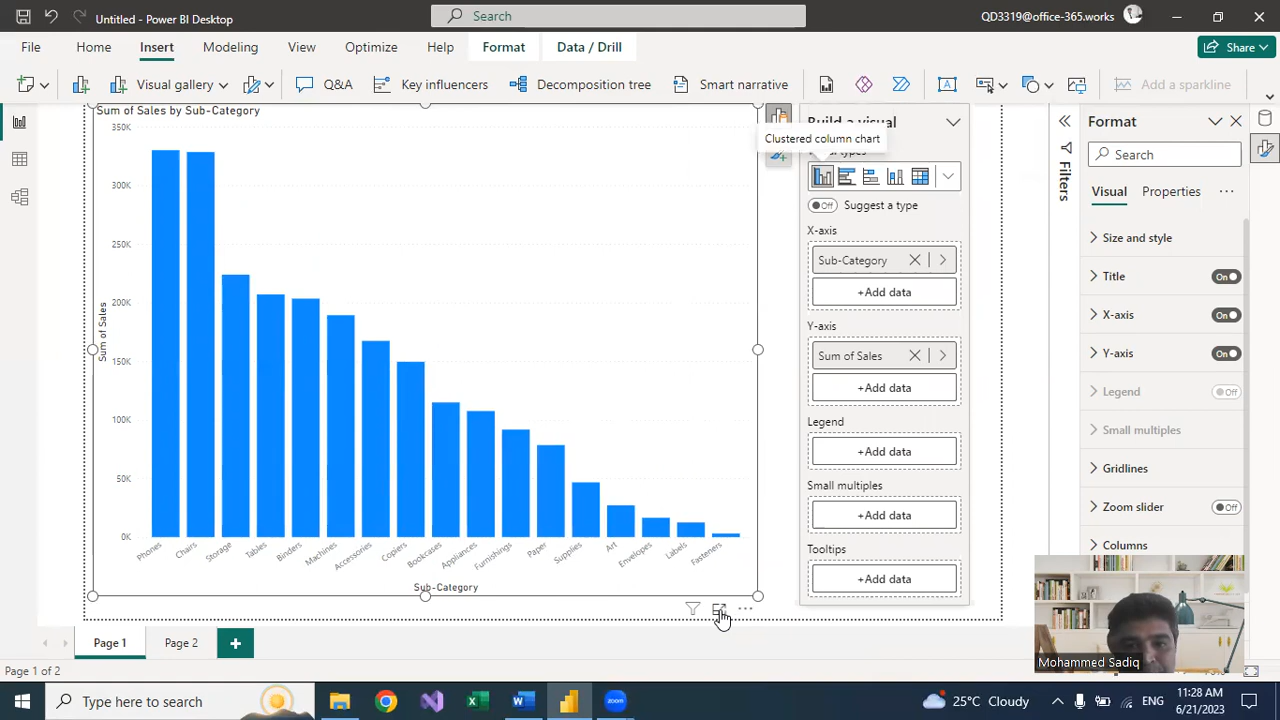 Untitled - Power BI Desktop
Search
QD3319@office-365.works
File
Home
Insert
Modeling
View
Optimize
Help
Format
Data / Drill
Share
Visual gallery
Q&A
Key influencers
Decomposition tree
Smart narrative
Add a sparkline
Sum of Sales by Sub-Category
350K
300K
250K
200K
150K
100K
50K
0K
Sum of Sales
Phones
Chairs
Storage
Tables
Binders
Machines
Accessories
Copiers
Bookcases
Appliances
Furnishings
Paper
Supplies
Art
Envelopes
Labels
Fasteners
Sub-Category
Build a visual
Clustered column chart
Off
Suggest a type
X-axis
Sub-Category
+Add data
Y-axis
Sum of Sales
+Add data
Legend
+Add data
Small multiples
+Add data
Tooltips
+Add data
Filters
Format
Search
Visual
Properties
Size and style
Title
On
X-axis
On
Y-axis
On
Legend
Off
Small multiples
Gridlines
Zoom slider
Off
Columns
Mohammed Sadiq
Page 1
Page 2
Page 1 of 2
Type here to search
W
zoom
25°C Cloudy
ENG
11:28 AM
6/21/2023